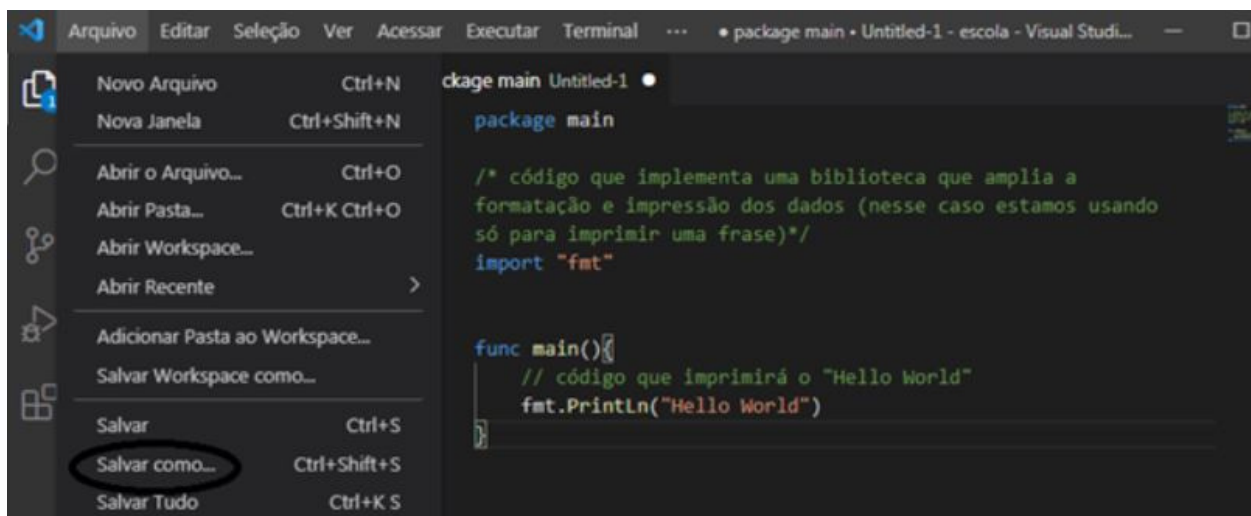 Arquivo Editar Seleção Ver Acessar Executar Terminal ··· ● package main • Untitled-1 - escola - Visual Studi...
Novo Arquivo Ctrl+N
Nova Janela Ctrl+Shift+N
Abrir o Arquivo... Ctrl+O
Abrir Pasta... Ctrl+K Ctrl+O
Abrir Workspace...
Abrir Recente >
Adicionar Pasta ao Workspace...
Salvar Workspace como...
Salvar Ctrl+S
Salvar como... Ctrl+Shift+S
Salvar Tudo Ctrl+K S
1
ckage main Untitled-1 ●
package main
/* código que implementa uma biblioteca que amplia a
formatação e impressão dos dados (nesse caso estamos usando
só para imprimir uma frase)*/
import "fmt"
func main(){
// código que imprimirá o "Hello World"
fmt.PrintLn("Hello World")
}